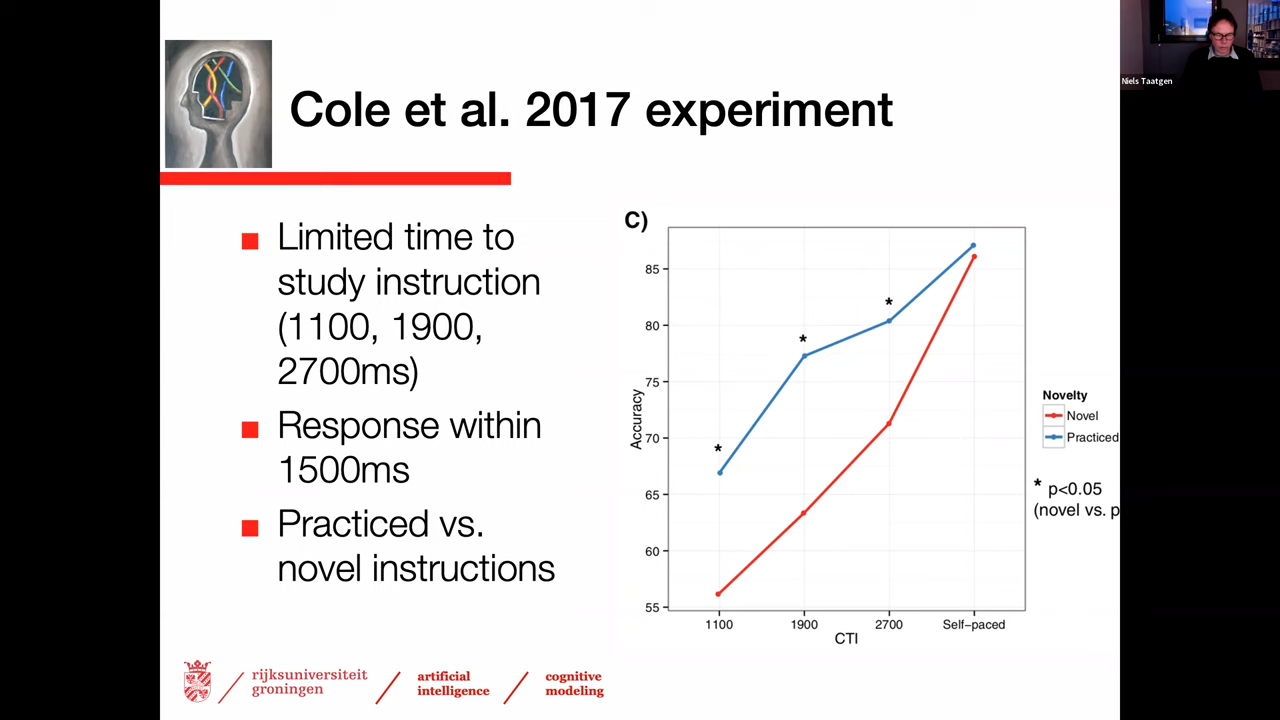 Cole et al. 2017 experiment
Limited time to
study instruction
(1100, 1900,
2700ms)
Response within
1500ms
Practiced vs.
novel instructions
C)
85
80
75
70
65
60
55
Accuracy
*
*
*
1100
1900
2700
Self-paced
CTI
Novelty
Novel
Practiced
* p<0.05
(novel vs. p
rijksuniversiteit
groningen
artificial
intelligence
cognitive
modeling
Niels Taatgen